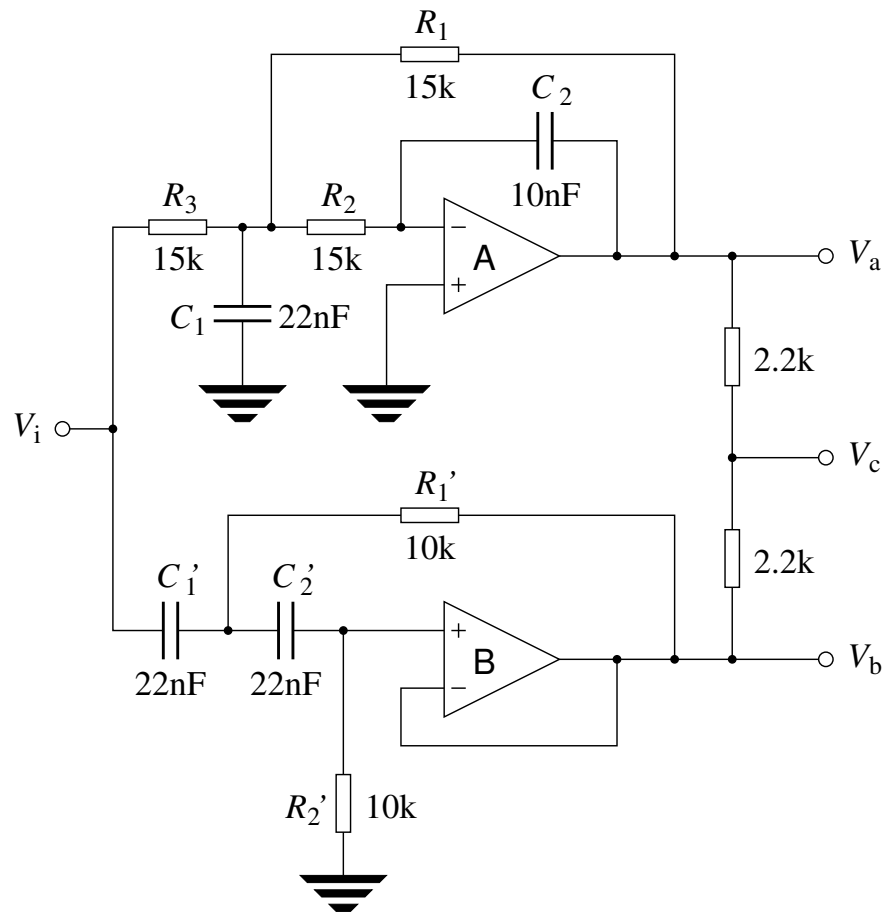 R1
15k
C2
10nF
R3
15k
R2
15k
−
A
+
Va
C1
22nF
2.2k
Vi
Vc
R1'
10k
2.2k
C1'
22nF
C2'
22nF
+
B
−
Vb
R2'
10k